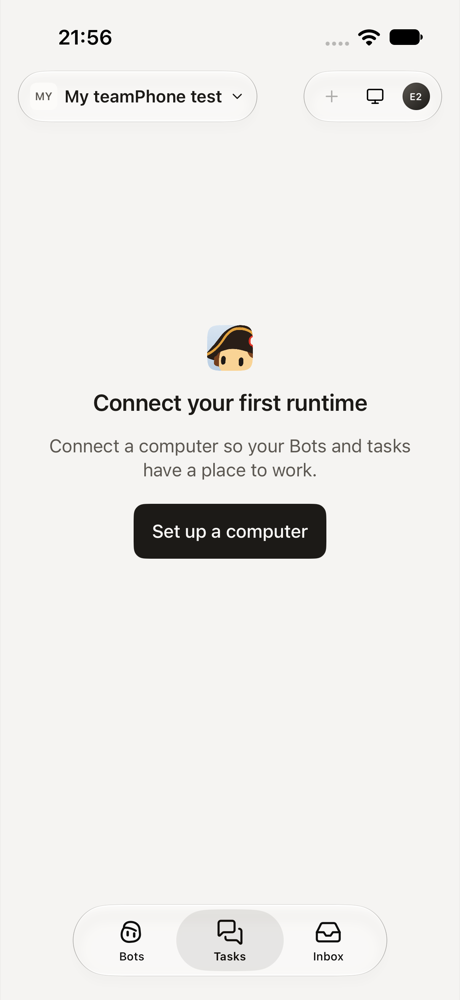 21:56
MY My teamPhone test
E2
Connect your first runtime
Connect a computer so your Bots and tasks
have a place to work.
Set up a computer
Bots
Tasks
Inbox